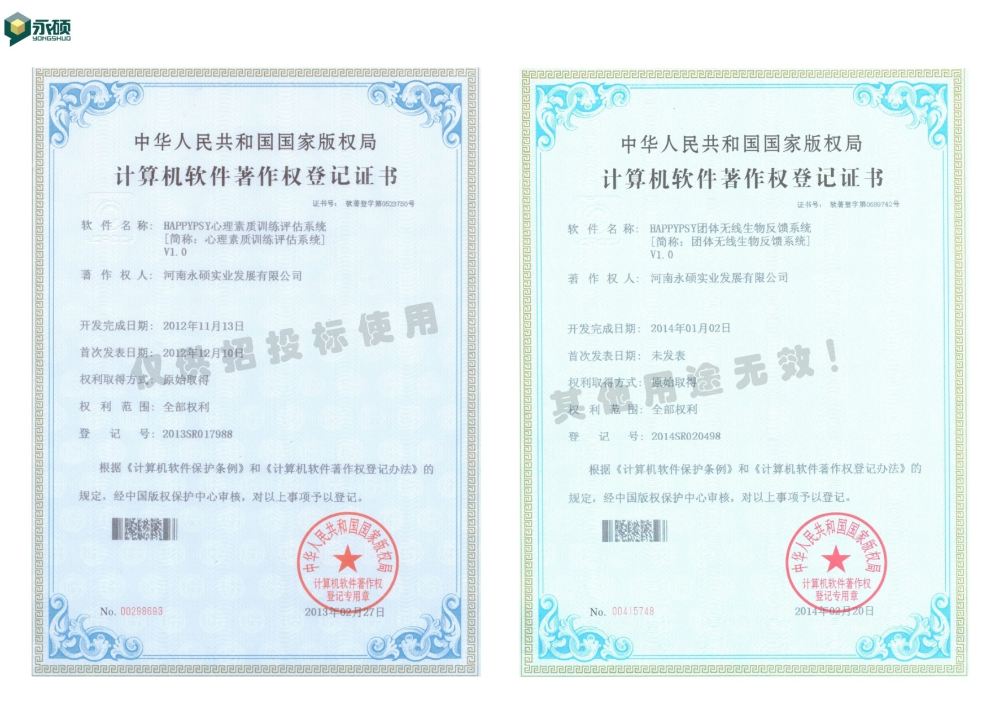 永硕
YONGSHUO
中华人民共和国国家版权局
计算机软件著作权登记证书
证书号： 软著登字第0523750号
软件名称： HAPPYPSY心理素质训练评估系统
[简称：心理素质训练评估系统]
V1.0
著作权人： 河南永硕实业发展有限公司
开发完成日期： 2012年11月13日
首次发表日期： 2012年12月10日
权利取得方式： 原始取得
权利范围： 全部权利
登记号： 2013SR017988
根据《计算机软件保护条例》和《计算机软件著作权登记办法》的
规定，经中国版权保护中心审核，对以上事项予以登记。
中华人民共和国国家版权局
计算机软件著作权
登记专用章
No. 00298693
2013年02月27日
仅供招投标使用
中华人民共和国国家版权局
计算机软件著作权登记证书
证书号： 软著登字第0689742号
软件名称： HAPPYPSY团体无线生物反馈系统
[简称：团体无线生物反馈系统]
V1.0
著作权人： 河南永硕实业发展有限公司
开发完成日期： 2014年01月02日
首次发表日期： 未发表
权利取得方式： 原始取得
权利范围： 全部权利
登记号： 2014SR020498
根据《计算机软件保护条例》和《计算机软件著作权登记办法》的
规定，经中国版权保护中心审核，对以上事项予以登记。
中华人民共和国国家版权局
计算机软件著作权
登记专用章
No. 00415748
2014年02月20日
其他用途无效！